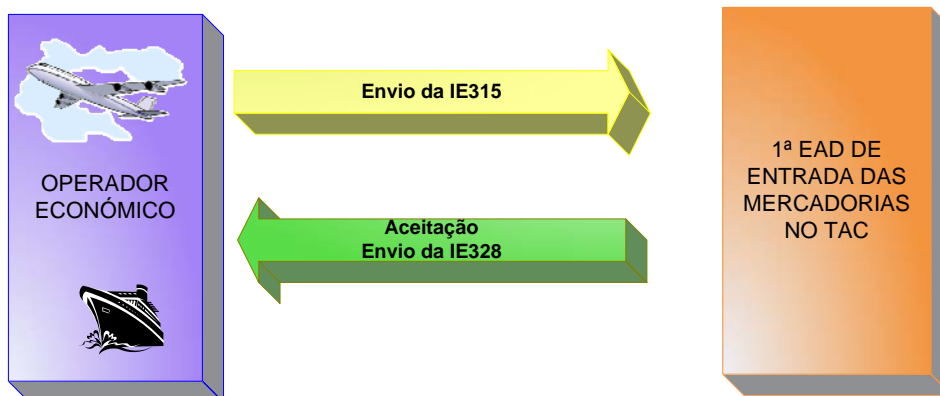 OPERADOR
ECONÓMICO
Envio da IE315
Aceitação
Envio da IE328
1ª EAD DE
ENTRADA DAS
MERCADORIAS
NO TAC